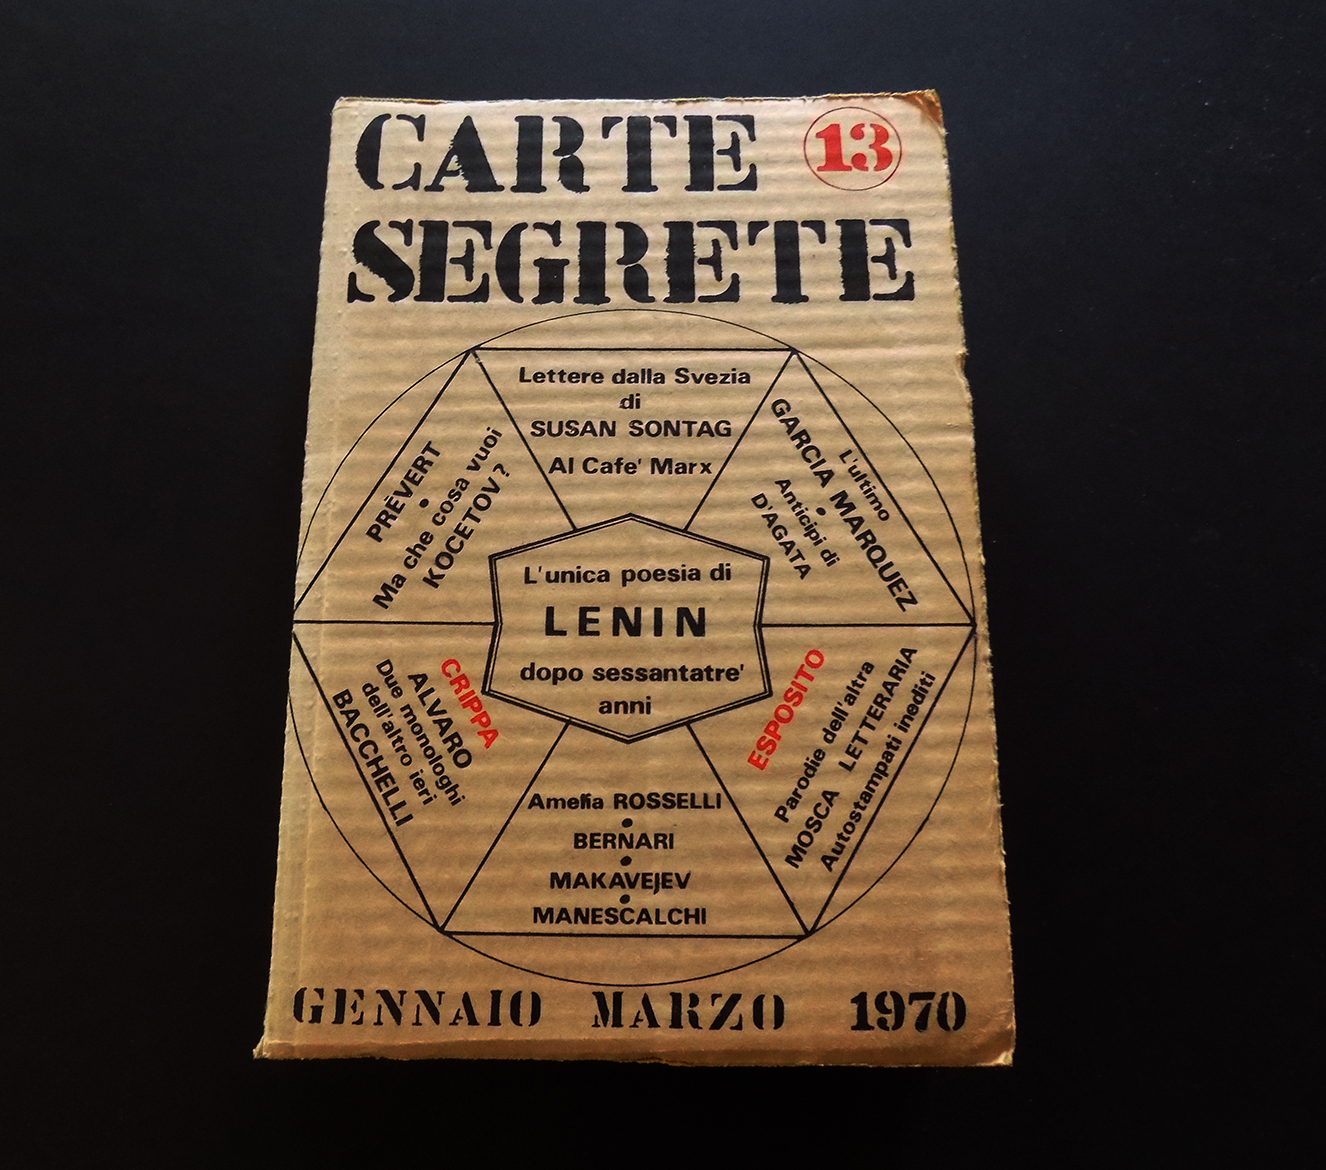 CARTE 13
SEGRETE
Lettere dalla Svezia
di
SUSAN SONTAG
Al Cafe' Marx
L'ultimo
GARCIA MARQUEZ
•
Anticipi di
D'AGATA
PRÈVERT
•
Ma che cosa vuoi
KOCETOV ?
L'unica poesia di
LENIN
dopo sessantatre'
anni
CRIPPA
ALVARO
Due monologhi
dell'altro ieri
BACCHELLI
ESPOSITO
Parodie dell'altra
MOSCA LETTERARIA
Autostampati inediti
Amelia ROSSELLI
•
BERNARI
•
MAKAVEJEV
•
MANESCALCHI
GENNAIO MARZO 1970